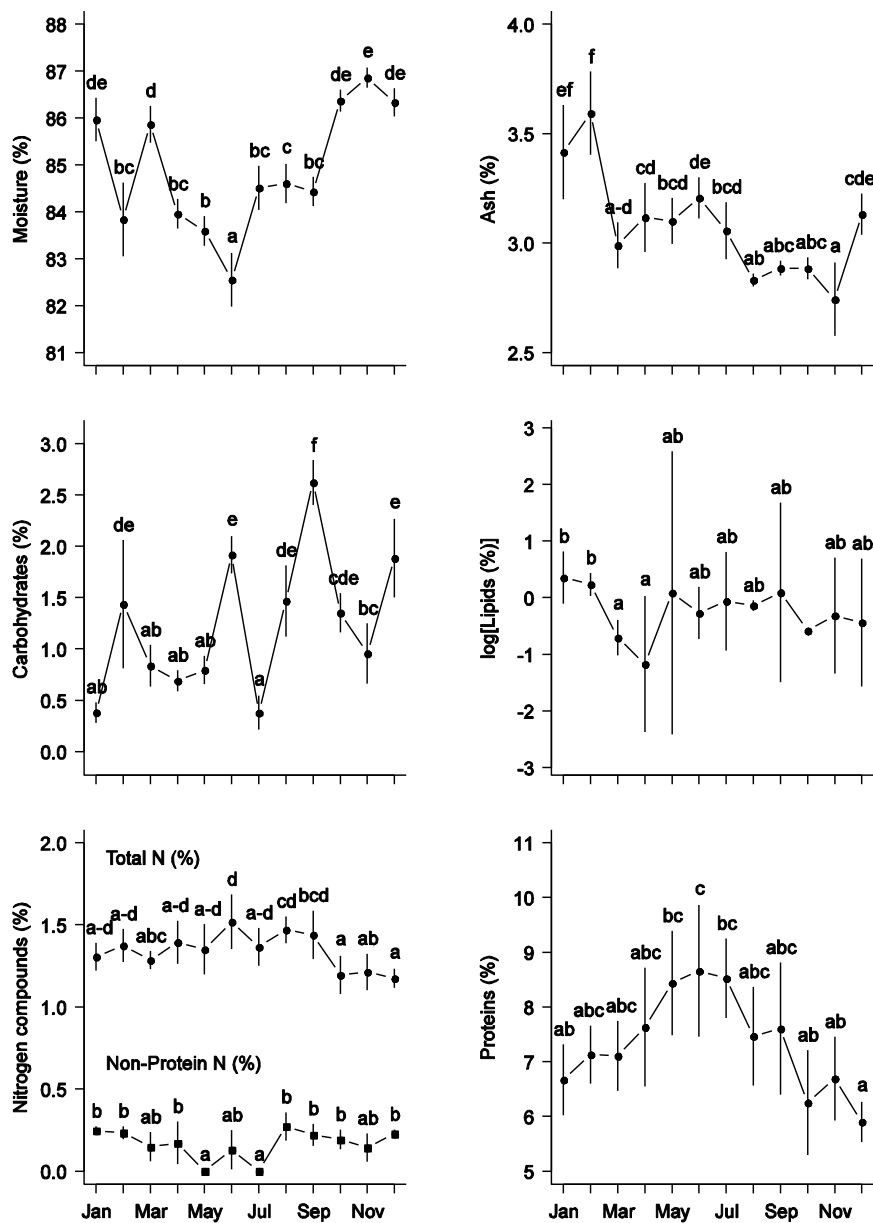 88
87
86
85
84
83
82
81
Moisture (%)
de
bc
d
bc
b
a
bc
c
bc
de
e
de
4.0
3.5
3.0
2.5
Ash (%)
ef
f
a-d
cd
bcd
de
bcd
ab
abc
abc
a
cde
3.0
2.5
2.0
1.5
1.0
0.5
0.0
Carbohydrates (%)
ab
de
ab
ab
ab
e
a
de
f
cde
bc
e
3
2
1
0
-1
-2
-3
log[Lipids (%)]
b
b
a
a
ab
ab
ab
ab
ab
ab
ab
2.0
1.5
1.0
0.5
0.0
Nitrogen compounds (%)
Total N (%)
a-d
a-d
abc
a-d
a-d
d
a-d
cd
bcd
a
ab
a
Non-Protein N (%)
b
b
ab
b
a
ab
a
b
b
b
ab
b
Jan Mar May Jul Sep Nov
11
10
9
8
7
6
5
Proteins (%)
ab
abc
abc
abc
bc
c
bc
abc
abc
ab
ab
a
Jan Mar May Jul Sep Nov